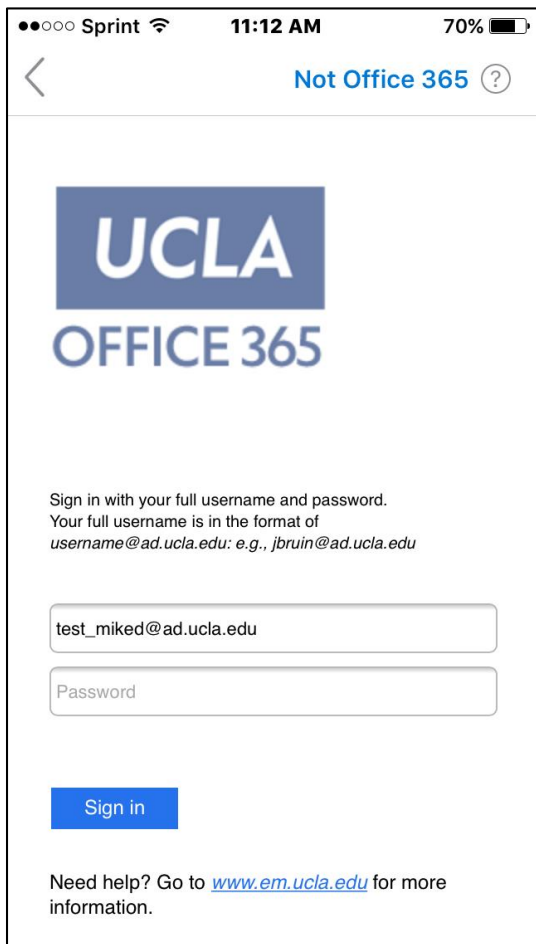 Sprint 11:12 AM 70%
Not Office 365 ?
UCLA
OFFICE 365
Sign in with your full username and password.
Your full username is in the format of
username@ad.ucla.edu: e.g., jbruin@ad.ucla.edu
test_miked@ad.ucla.edu
Password
Sign in
Need help? Go to www.em.ucla.edu for more
information.